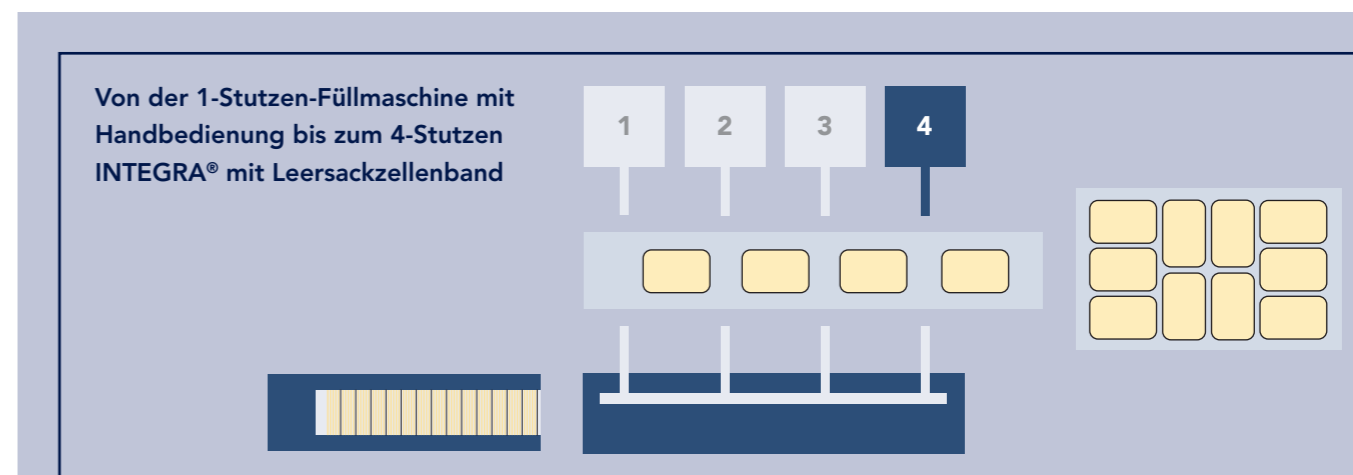 Von der 1-Stutzen-Füllmaschine mit
Handbedienung bis zum 4-Stutzen
INTEGRA® mit Leersackzellenband
1 2 3 4